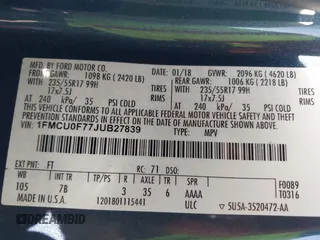 MFD. BY FORD MOTOR CO.
01/18 GVWR: 2096 KG (4620 LB)
FRONT GAWR: 1098 KG (2420 LB)
REAR GAWR: 1006 KG (2218 LB)
235/55R17 99H
17x7.5J
AT 240 kPa/ 35 PSI COLD
235/55R17 99H
17x7.5J
AT 240 kPa/ 35 PSI COLD
THIS VEHICLE CONFORMS TO ALL APPLICABLE FEDERAL MOTOR VEHICLE SAFETY, BUMPER, AND THEFT PREVENTION STANDARDS IN EFFECT ON THE DATE OF MANUFACTURE SHOWN ABOVE.
VIN: 1FMCU0F77JUB27839
TYPE: MPV
EXT PNT: FT
RC: 71 DSO:
WB BRK INT TR TP/PS R AXLE TR SPR
F0089
105 7B 3 35 6 AAAA
T0316
1201801115441
ULC
5U5A-3520472-AA